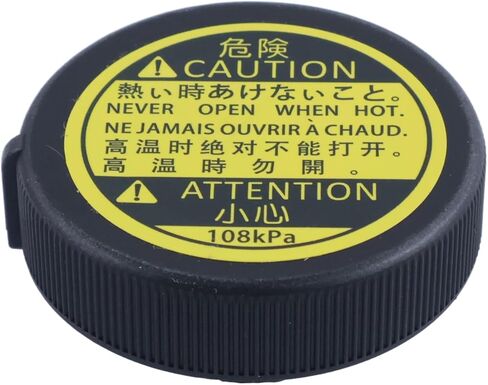 危険
⚠CAUTION
熱い時あけないこと。
NEVER OPEN WHEN HOT.
NE JAMAIS OUVRIR À CHAUD.
高温时绝对不能打开。
高温時勿開。
⚠ATTENTION
小心
108kPa